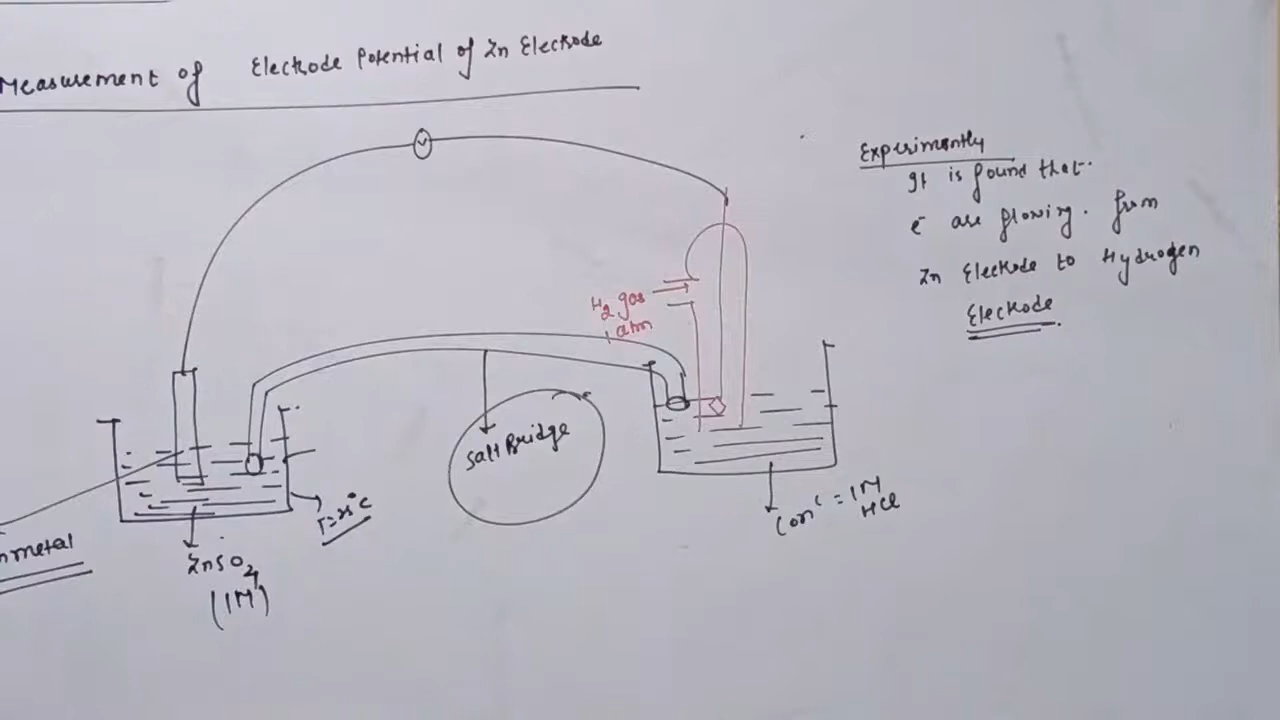 Measurement of Electrode Potential of Zn Electrode
V
Experimently
It is found that
e⁻ are flowing. from
Zn Electrode to Hydrogen
Electrode
H2 gas
1 atm
Salt Bridge
T=25°C
nmetal
ZnSO4
(1M)
Conc = 1M
HCl